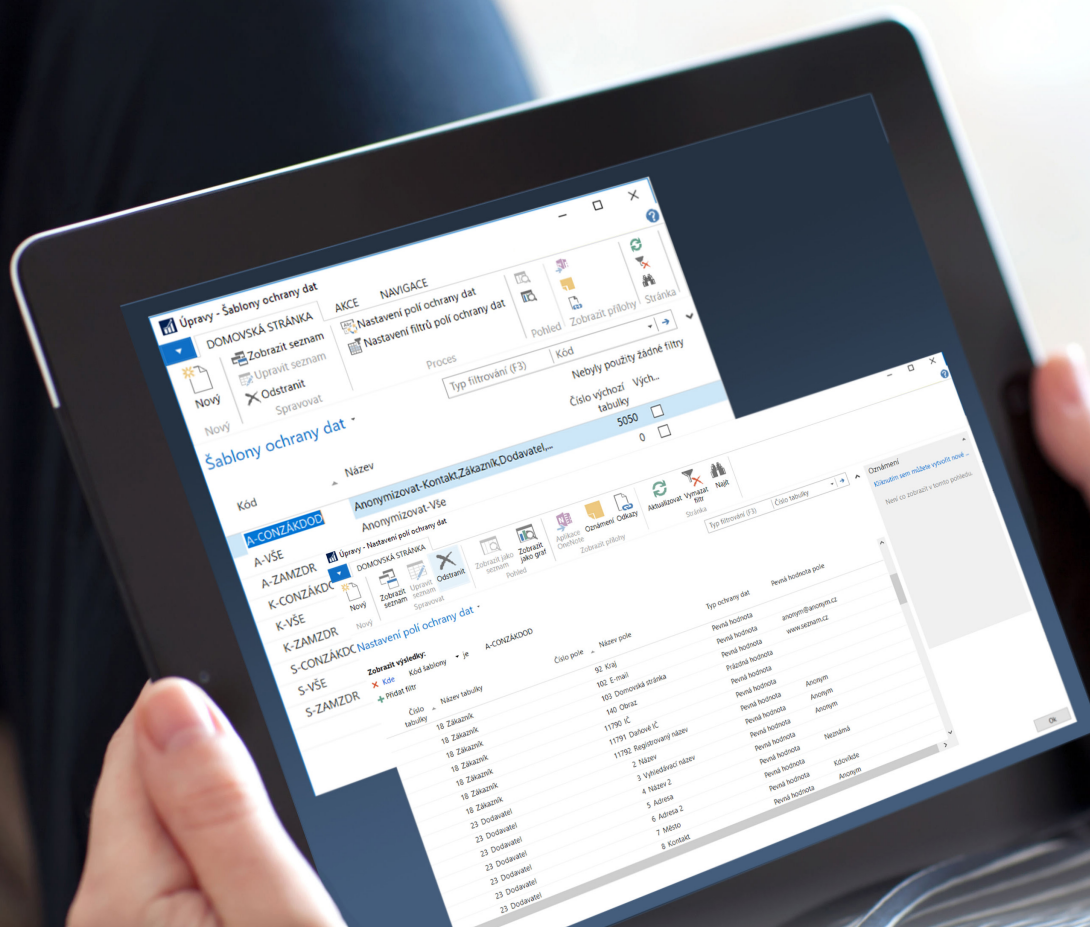 Úpravy - Šablony ochrany dat
DOMOVSKÁ STRÁNKA AKCE NAVIGACE
Nový
Zobrazit seznam
Upravit seznam
Odstranit
Nastavení polí ochrany dat
Nastavení filtrů polí ochrany dat
Nový Spravovat Proces Pohled Zobrazit přílohy Stránka
Šablony ochrany dat
Typ filtrování (F3) Kód
Nebyly použity žádné filtry
Kód Název Číslo výchozí tabulky Vých...
A-CONZÁKDOD Anonymizovat-Kontakt,Zákazník,Dodavatel,... 5050
A-VŠE Anonymizovat-Vše 0
A-ZAMZDR
K-CONZÁKDO
K-VŠE
K-ZAMZDR
S-CONZÁKDO
S-VŠE
S-ZAMZDR
Úpravy - Nastavení polí ochrany dat
DOMOVSKÁ STRÁNKA
Nový
Zobrazit seznam
Upravit seznam
Odstranit
Zobrazit jako seznam
Zobrazit jako graf
Aplikace OneNote
Oznámení
Odkazy
Aktualizovat
Vymazat filtr
Najít
Nový Spravovat Pohled Zobrazit přílohy Stránka
Nastavení polí ochrany dat
Typ filtrování (F3) Číslo tabulky
Oznámení
Kliknutím sem můžete vytvořit nové ...
Není co zobrazit v tomto pohledu
Zobrazit výsledky:
Kde Kód šablony je A-CONZÁKDOD
Přidat filtr
Číslo tabulky Název tabulky Číslo pole Název pole Typ ochrany dat Pevná hodnota pole
18 Zákazník 92 Kraj Pevná hodnota
18 Zákazník 102 E-mail Pevná hodnota anonym@anonym.cz
18 Zákazník 103 Domovská stránka Pevná hodnota www.seznam.cz
18 Zákazník 140 Obraz Prázdná hodnota
18 Zákazník 11790 IČ Pevná hodnota
18 Zákazník 11791 Daňové IČ Pevná hodnota
18 Zákazník 11792 Registrovaný název Pevná hodnota
23 Dodavatel 2 Název Pevná hodnota Anonym
23 Dodavatel 3 Vyhledávací název Pevná hodnota Anonym
23 Dodavatel 4 Název 2 Pevná hodnota Anonym
23 Dodavatel 5 Adresa Pevná hodnota Neznámá
23 Dodavatel 6 Adresa 2 Pevná hodnota
23 Dodavatel 7 Město Pevná hodnota Kdovíkde
8 Kontakt Pevná hodnota Anonym
Ok